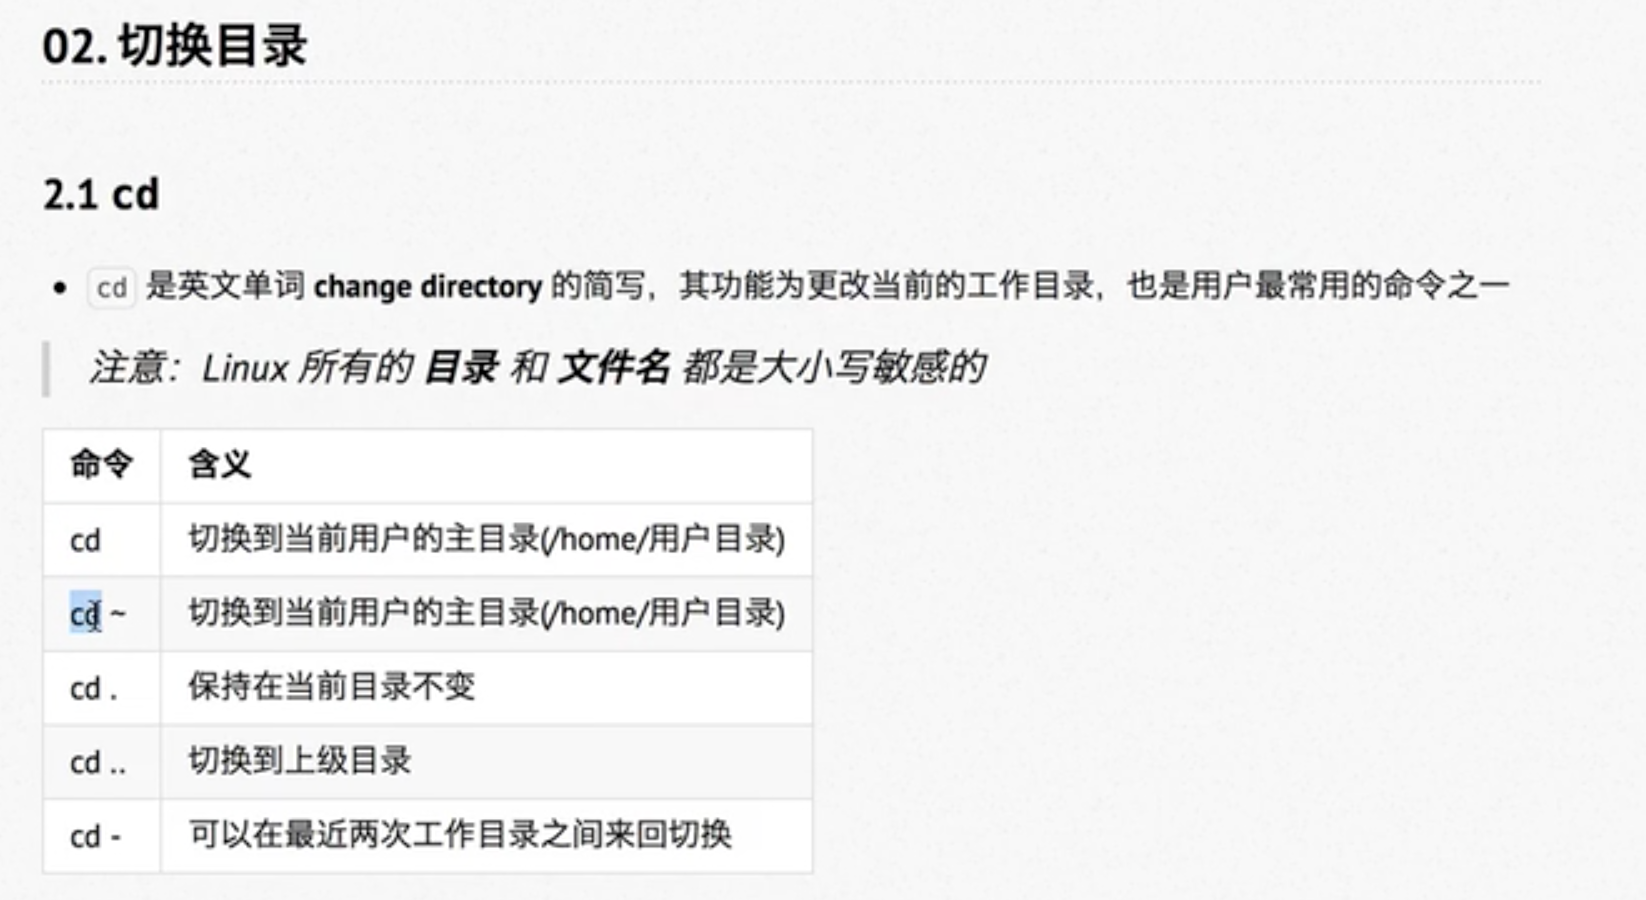 02. 切换目录
2.1 cd
• cd 是英文单词 change directory 的简写，其功能为更改当前的工作目录，也是用户最常用的命令之一
注意：Linux 所有的 目录 和 文件名 都是大小写敏感的
命令 含义
cd 切换到当前用户的主目录(/home/用户目录)
cd ~ 切换到当前用户的主目录(/home/用户目录)
cd . 保持在当前目录不变
cd .. 切换到上级目录
cd - 可以在最近两次工作目录之间来回切换